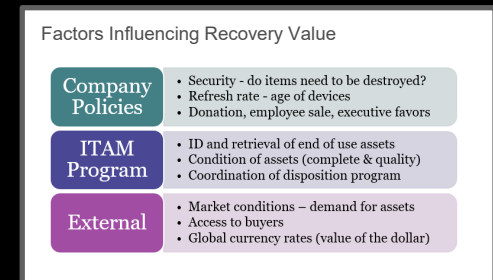 Factors Influencing Recovery Value
Company
Policies
• Security - do items need to be destroyed?
• Refresh rate - age of devices
• Donation, employee sale, executive favors
ITAM
Program
• ID and retrieval of end of use assets
• Condition of assets (complete & quality)
• Coordination of disposition program
External
• Market conditions – demand for assets
• Access to buyers
• Global currency rates (value of the dollar)